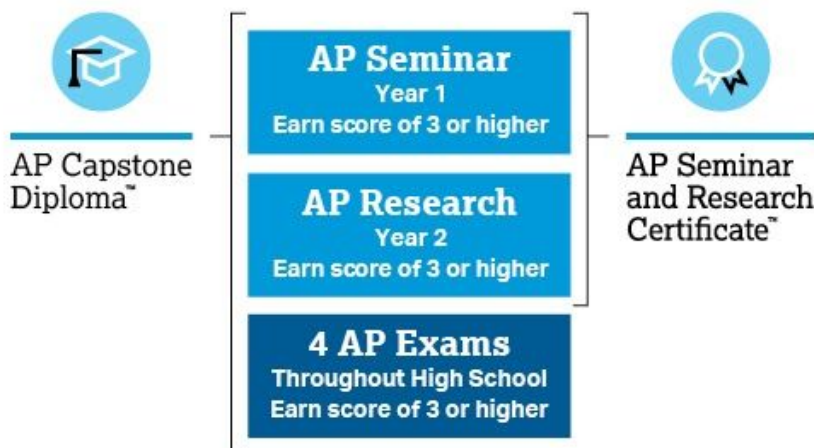 AP Capstone
Diploma™
AP Seminar
Year 1
Earn score of 3 or higher
AP Research
Year 2
Earn score of 3 or higher
4 AP Exams
Throughout High School
Earn score of 3 or higher
AP Seminar
and Research
Certificate™